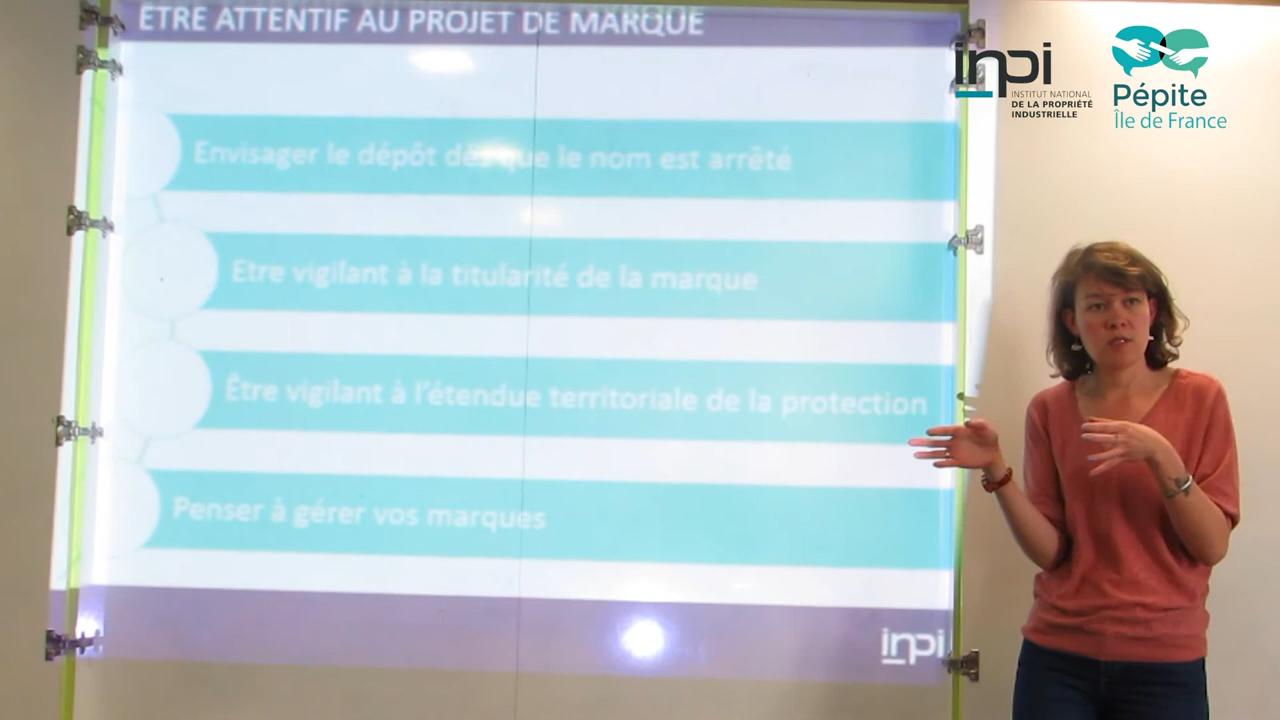 ÊTRE ATTENTIF AU PROJET DE MARQUE
inpi
INSTITUT NATIONAL
DE LA PROPRIÉTÉ
INDUSTRIELLE
Pépite
Île de France
Envisager le dépôt dès que le nom est arrêté
Etre vigilant à la titularité de la marque
Être vigilant à l'étendue territoriale de la protection
Penser à gérer vos marques
inpi